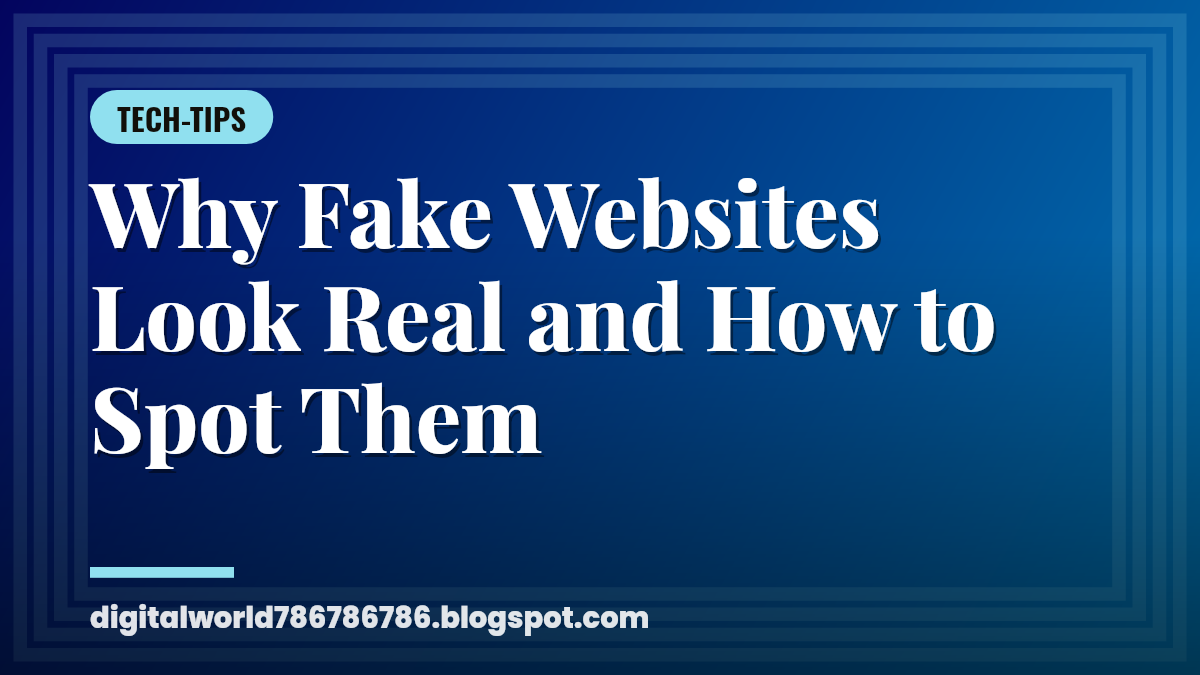 TECH-TIPS
Why Fake Websites
Look Real and How to
Spot Them
digitalworld786786786.blogspot.com